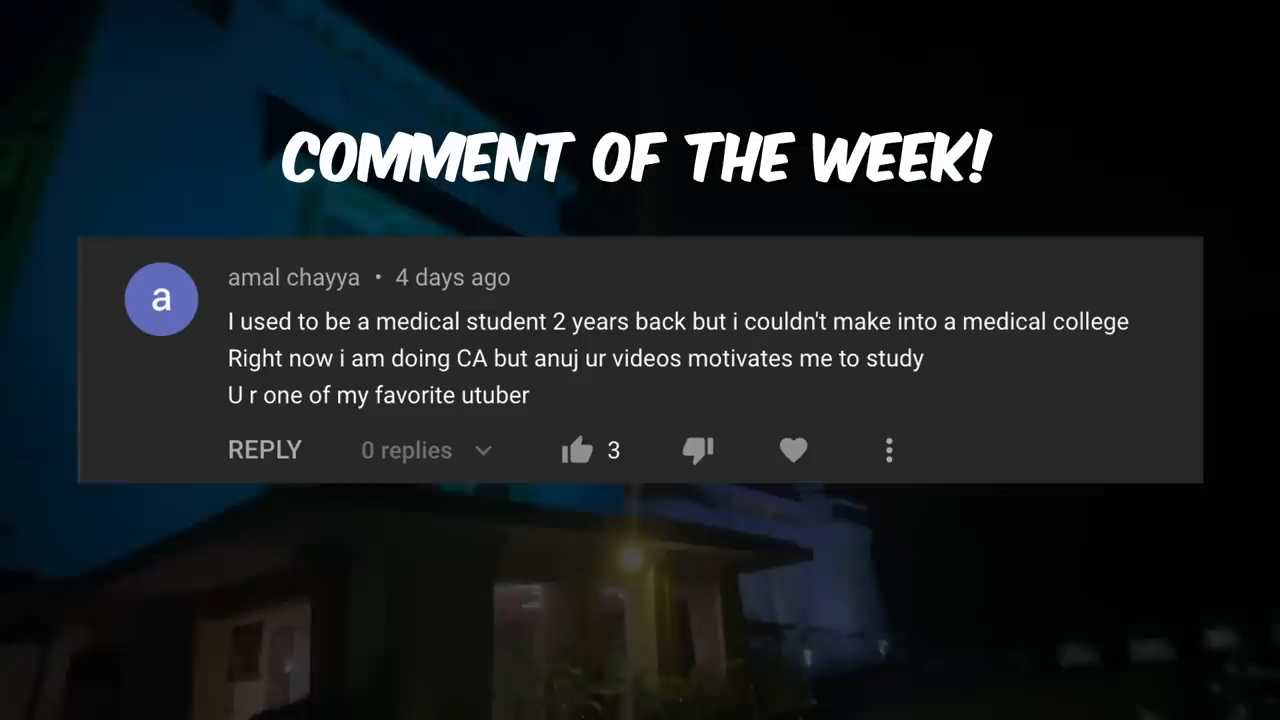 COMMENT OF THE WEEK!
a
amal chayya • 4 days ago
I used to be a medical student 2 years back but i couldn't make into a medical college
Right now i am doing CA but anuj ur videos motivates me to study
U r one of my favorite utuber
REPLY 0 replies 3